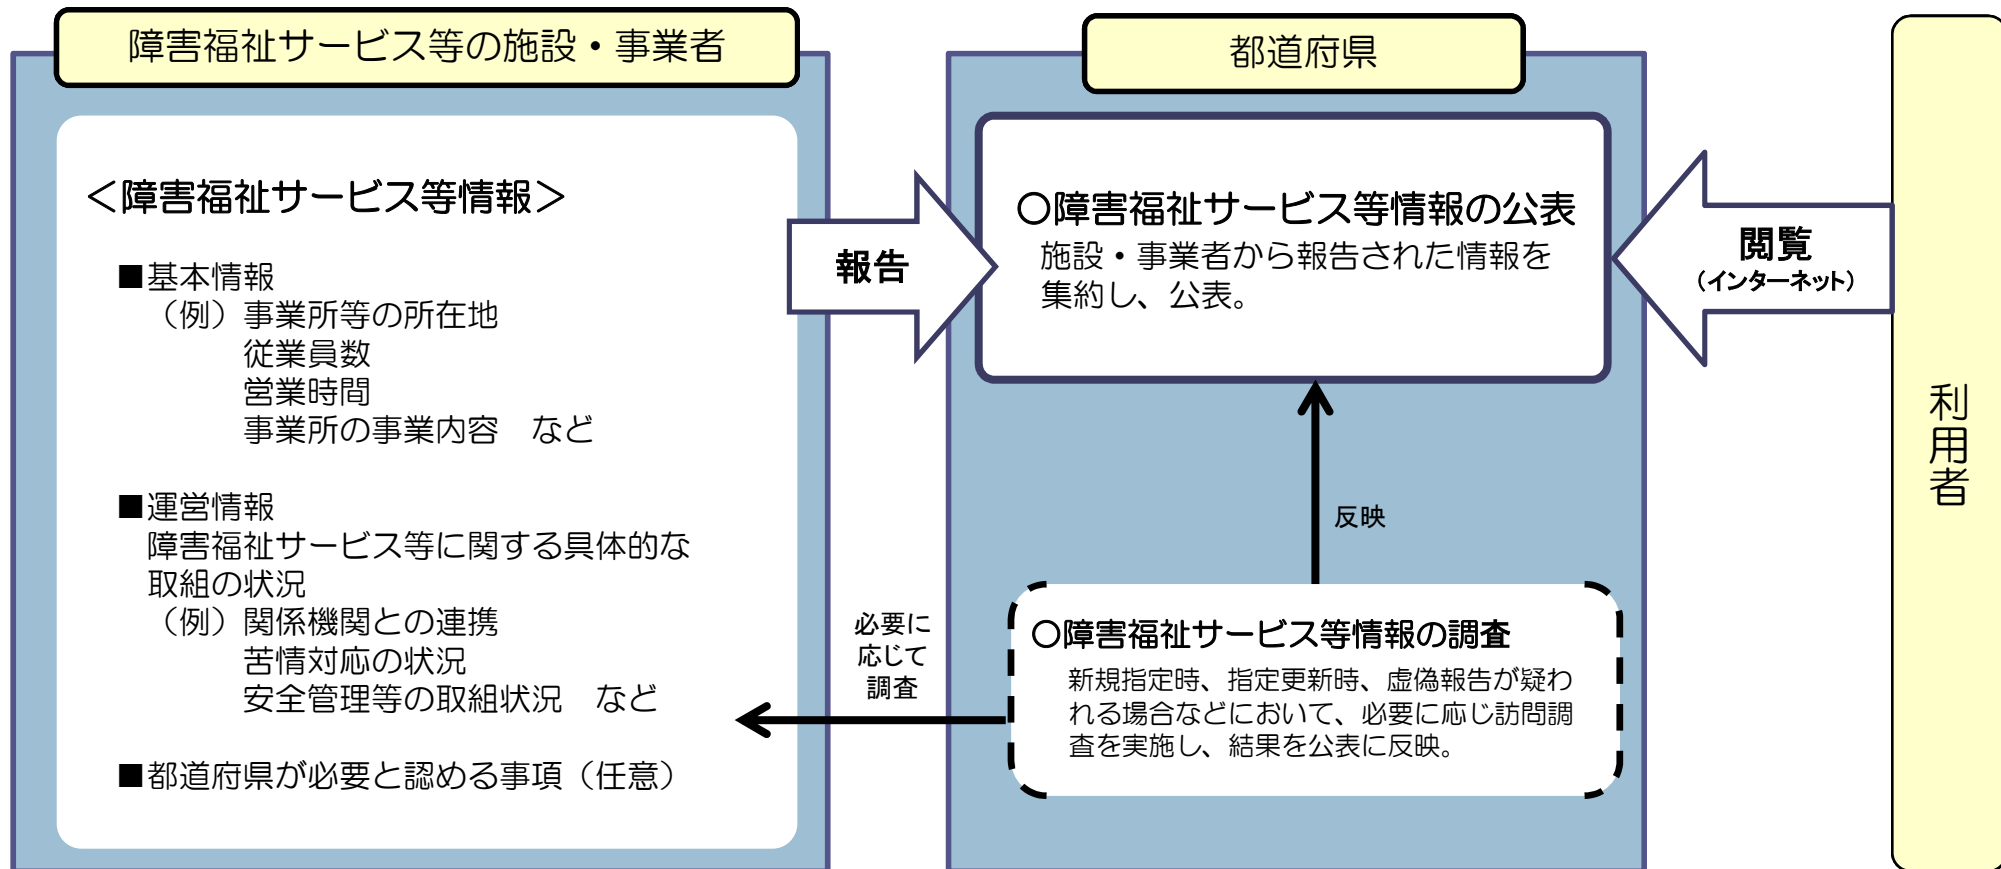 障害福祉サービス等の施設・事業者
＜障害福祉サービス等情報＞
■基本情報
（例）事業所等の所在地
従業員数
営業時間
事業所の事業内容　など
■運営情報
障害福祉サービス等に関する具体的な
取組の状況
（例）関係機関との連携
苦情対応の状況
安全管理等の取組状況　など
■都道府県が必要と認める事項（任意）
報告
必要に
応じて
調査
都道府県
○障害福祉サービス等情報の公表
施設・事業者から報告された情報を
集約し、公表。
反映
○障害福祉サービス等情報の調査
新規指定時、指定更新時、虚偽報告が疑わ
れる場合などにおいて、必要に応じ訪問調
査を実施し、結果を公表に反映。
閲覧
（インターネット）
利用者